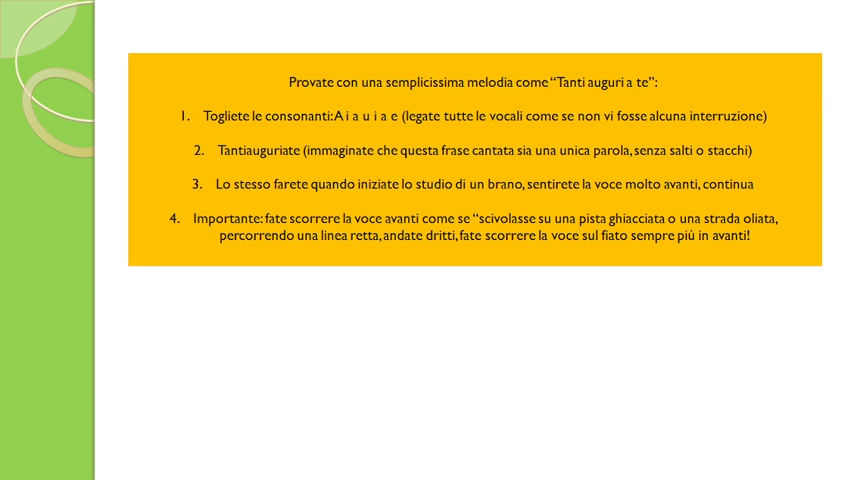 Provate con una semplicissima melodia come “Tanti auguri a te”:
1. Togliete le consonanti: A i a u i a e (legate tutte le vocali come se non vi fosse alcuna interruzione)
2. Tantiauguriate (immaginate che questa frase cantata sia una unica parola, senza salti o stacchi)
3. Lo stesso farete quando iniziate lo studio di un brano, sentirete la voce molto avanti, continua
4. Importante: fate scorrere la voce avanti come se “scivolasse su una pista ghiacciata o una strada oliata,
percorrendo una linea retta, andate dritti, fate scorrere la voce sul fiato sempre più in avanti!